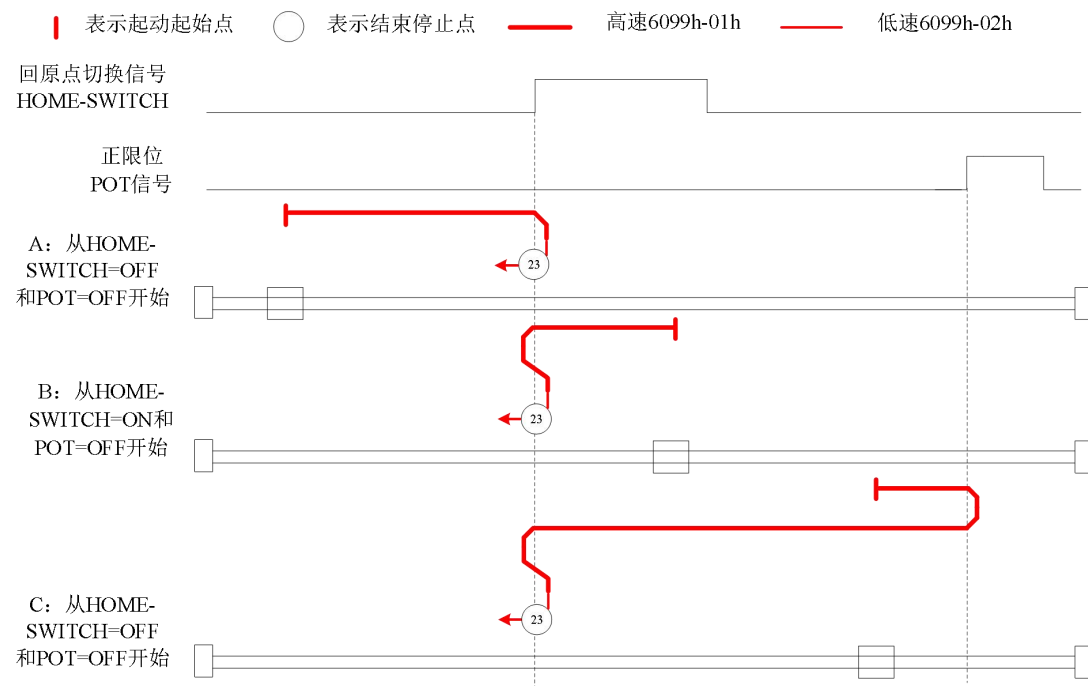 表示起动起始点 表示结束停止点 高速6099h-01h 低速6099h-02h
回原点切换信号
HOME-SWITCH
正限位
POT信号
A：从HOME-
SWITCH=OFF
和POT=OFF开始
23
B：从HOME-
SWITCH=ON和
POT=OFF开始
23
C：从HOME-
SWITCH=OFF
和POT=OFF开始
23